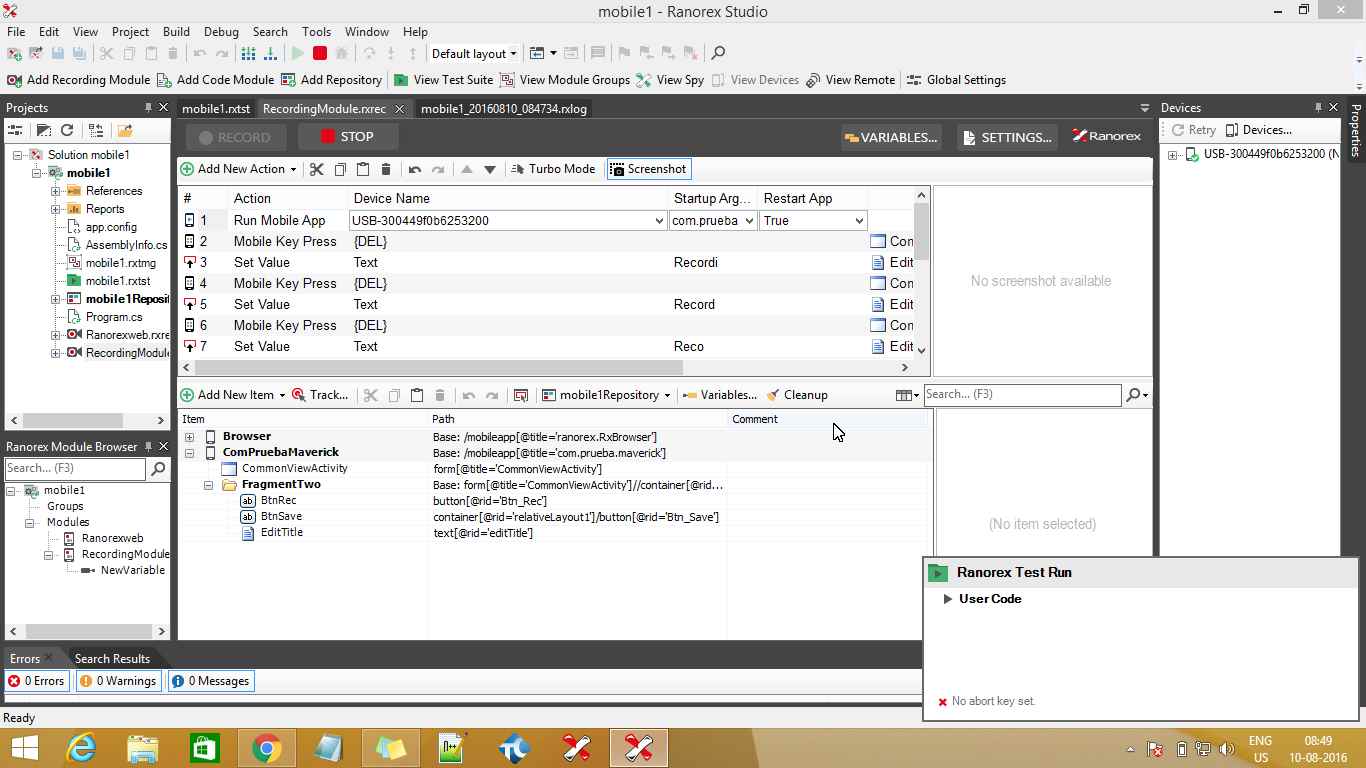 mobile1 - Ranorex Studio
File Edit View Project Build Debug Search Tools Window Help
Default layout
Add Recording Module Add Code Module Add Repository View Test Suite View Module Groups View Spy View Devices View Remote Global Settings
Projects
mobile1.rxtst RecordingModule.rxrec mobile1_20160810_084734.rxlog
Devices
Properties
RECORD STOP VARIABLES... SETTINGS... Ranorex
Retry Devices...
Solution mobile1
mobile1
References
Reports
app.config
AssemblyInfo.cs
mobile1.rxtmg
mobile1.rxtst
mobile1Reposit
Program.cs
Ranorexweb.rxre
RecordingModule
Add New Action Turbo Mode Screenshot
USB-300449f0b6253200 (N
# Action Device Name Startup Arg... Restart App
1 Run Mobile App USB-300449f0b6253200 com.prueba True
2 Mobile Key Press {DEL} Con
3 Set Value Text Recordi Edit
4 Mobile Key Press {DEL} Con
5 Set Value Text Record Edit
6 Mobile Key Press {DEL} Con
7 Set Value Text Reco Edit
No screenshot available
Add New Item Track... mobile1Repository Variables... Cleanup Search... (F3)
Item Path Comment
Browser Base: /mobileapp[@title='ranorex.RxBrowser']
ComPruebaMaverick Base: /mobileapp[@title='com.prueba.maverick']
CommonViewActivity form[@title='CommonViewActivity']
FragmentTwo Base: form[@title='CommonViewActivity']//container[@rid...
BtnRec button[@rid='Btn_Rec']
BtnSave container[@rid='relativeLayout1']/button[@rid='Btn_Save']
EditTitle text[@rid='editTitle']
(No item selected)
Ranorex Module Browser
Search... (F3)
mobile1
Groups
Modules
Ranorexweb
RecordingModule
NewVariable
Ranorex Test Run
User Code
No abort key set.
Errors Search Results
0 Errors 0 Warnings 0 Messages
Ready
ENG
US
08:49
10-08-2016